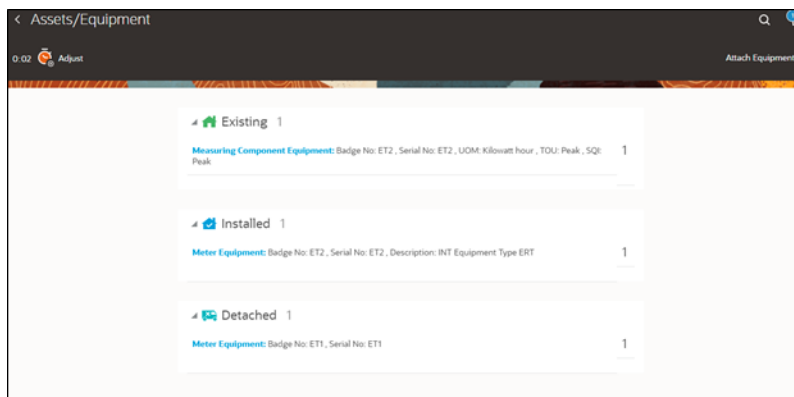 < Assets/Equipment
0:02 Adjust
Attach Equipment
Existing 1
Measuring Component Equipment: Badge No: ET2 , Serial No: ET2 , UOM: Kilowatt hour , TOU: Peak , SQI: 1
Peak
Installed 1
Meter Equipment: Badge No: ET2 , Serial No: ET2 , Description: INT Equipment Type ERT 1
Detached 1
Meter Equipment: Badge No: ET1 , Serial No: ET1 1